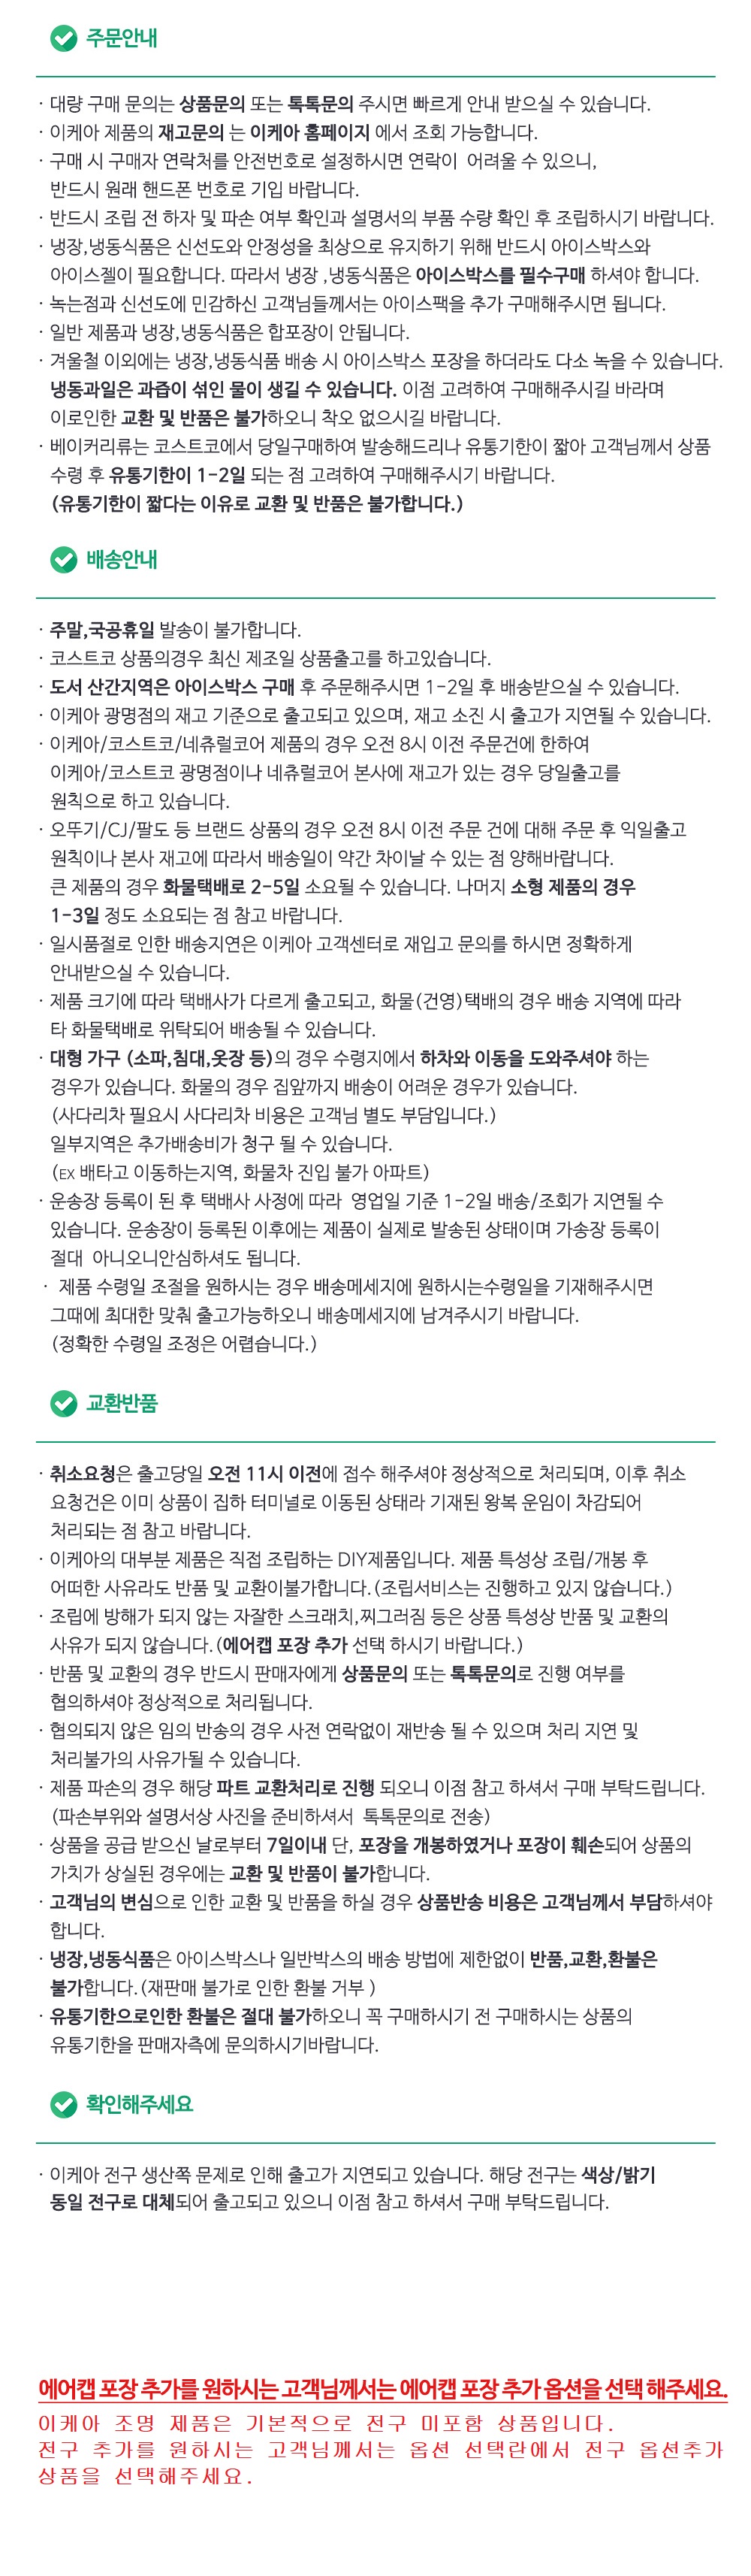 주문안내
· 대량 구매 문의는 상품문의 또는 톡톡문의 주시면 빠르게 안내 받으실 수 있습니다.
· 이케아 제품의 재고문의 는 이케아 홈페이지 에서 조회 가능합니다.
· 구매 시 구매자 연락처를 안전번호로 설정하시면 연락이 어려울 수 있으니,
반드시 원래 핸드폰 번호로 기입 바랍니다.
· 반드시 조립 전 하자 및 파손 여부 확인과 설명서의 부품 수량 확인 후 조립하시기 바랍니다.
· 냉장,냉동식품은 신선도와 안정성을 최상으로 유지하기 위해 반드시 아이스박스와
아이스젤이 필요합니다. 따라서 냉장 ,냉동식품은 아이스박스를 필수구매 하셔야 합니다.
· 녹는점과 신선도에 민감하신 고객님들께서는 아이스팩을 추가 구매해주시면 됩니다.
· 일반 제품과 냉장,냉동식품은 합포장이 안됩니다.
· 겨울철 이외에는 냉장,냉동식품 배송 시 아이스박스 포장을 하더라도 다소 녹을 수 있습니다.
냉동과일은 과즙이 섞인 물이 생길 수 있습니다. 이점 고려하여 구매해주시길 바라며
이로인한 교환 및 반품은 불가하오니 착오 없으시길 바랍니다.
· 베이커리류는 코스트코에서 당일구매하여 발송해드리나 유통기한이 짧아 고객님께서 상품
수령 후 유통기한이 1-2일 되는 점 고려하여 구매해주시기 바랍니다.
(유통기한이 짧다는 이유로 교환 및 반품은 불가합니다.)
배송안내
· 주말,국공휴일 발송이 불가합니다.
· 코스트코 상품의경우 최신 제조일 상품출고를 하고있습니다.
· 도서 산간지역은 아이스박스 구매 후 주문해주시면 1-2일 후 배송받으실 수 있습니다.
· 이케아 광명점의 재고 기준으로 출고되고 있으며, 재고 소진 시 출고가 지연될 수 있습니다.
· 이케아/코스트코/네츄럴코어 제품의 경우 오전 8시 이전 주문건에 한하여
이케아/코스트코 광명점이나 네츄럴코어 본사에 재고가 있는 경우 당일출고를
원칙으로 하고 있습니다.
· 오뚜기/CJ/팔도 등 브랜드 상품의 경우 오전 8시 이전 주문 건에 대해 주문 후 익일출고
원칙이나 본사 재고에 따라서 배송일이 약간 차이날 수 있는 점 양해바랍니다.
큰 제품의 경우 화물택배로 2-5일 소요될 수 있습니다. 나머지 소형 제품의 경우
1-3일 정도 소요되는 점 참고 바랍니다.
· 일시품절로 인한 배송지연은 이케아 고객센터로 재입고 문의를 하시면 정확하게
안내받으실 수 있습니다.
· 제품 크기에 따라 택배사가 다르게 출고되고, 화물(건영)택배의 경우 배송 지역에 따라
타 화물택배로 위탁되어 배송될 수 있습니다.
· 대형 가구 (소파,침대,옷장 등)의 경우 수령지에서 하차와 이동을 도와주셔야 하는
경우가 있습니다. 화물의 경우 집앞까지 배송이 어려운 경우가 있습니다.
(사다리차 필요시 사다리차 비용은 고객님 별도 부담입니다.)
일부지역은 추가배송비가 청구 될 수 있습니다.
(EX 배타고 이동하는지역, 화물차 진입 불가 아파트)
· 운송장 등록이 된 후 택배사 사정에 따라 영업일 기준 1-2일 배송/조회가 지연될 수
있습니다. 운송장이 등록된 이후에는 제품이 실제로 발송된 상태이며 가송장 등록이
절대 아니오니안심하셔도 됩니다.
· 제품 수령일 조절을 원하시는 경우 배송메세지에 원하시는수령일을 기재해주시면
그때에 최대한 맞춰 출고가능하오니 배송메세지에 남겨주시기 바랍니다.
(정확한 수령일 조정은 어렵습니다.)
교환반품
· 취소요청은 출고당일 오전 11시 이전에 접수 해주셔야 정상적으로 처리되며, 이후 취소
요청건은 이미 상품이 집하 터미널로 이동된 상태라 기재된 왕복 운임이 차감되어
처리되는 점 참고 바랍니다.
· 이케아의 대부분 제품은 직접 조립하는 DIY제품입니다. 제품 특성상 조립/개봉 후
어떠한 사유라도 반품 및 교환이불가합니다.(조립서비스는 진행하고 있지 않습니다.)
· 조립에 방해가 되지 않는 자잘한 스크래치,찌그러짐 등은 상품 특성상 반품 및 교환의
사유가 되지 않습니다.(에어캡 포장 추가 선택 하시기 바랍니다.)
· 반품 및 교환의 경우 반드시 판매자에게 상품문의 또는 톡톡문의로 진행 여부를
협의하셔야 정상적으로 처리됩니다.
· 협의되지 않은 임의 반송의 경우 사전 연락없이 재반송 될 수 있으며 처리 지연 및
처리불가의 사유가될 수 있습니다.
· 제품 파손의 경우 해당 파트 교환처리로 진행 되오니 이점 참고 하셔서 구매 부탁드립니다.
(파손부위와 설명서상 사진을 준비하셔서 톡톡문의로 전송)
· 상품을 공급 받으신 날로부터 7일이내 단, 포장을 개봉하였거나 포장이 훼손되어 상품의
가치가 상실된 경우에는 교환 및 반품이 불가합니다.
· 고객님의 변심으로 인한 교환 및 반품을 하실 경우 상품반송 비용은 고객님께서 부담하셔야
합니다.
· 냉장,냉동식품은 아이스박스나 일반박스의 배송 방법에 제한없이 반품,교환,환불은
불가합니다.(재판매 불가로 인한 환불 거부 )
· 유통기한으로인한 환불은 절대 불가하오니 꼭 구매하시기 전 구매하시는 상품의
유통기한을 판매자측에 문의하시기바랍니다.
확인해주세요
· 이케아 전구 생산쪽 문제로 인해 출고가 지연되고 있습니다. 해당 전구는 색상/밝기
동일 전구로 대체되어 출고되고 있으니 이점 참고 하셔서 구매 부탁드립니다.
에어캡 포장 추가를 원하시는 고객님께서는 에어캡 포장 추가 옵션을 선택 해주세요.
이케아 조명 제품은 기본적으로 전구 미포함 상품입니다.
전구 추가를 원하시는 고객님께서는 옵션 선택란에서 전구 옵션추가
상품을 선택해주세요.